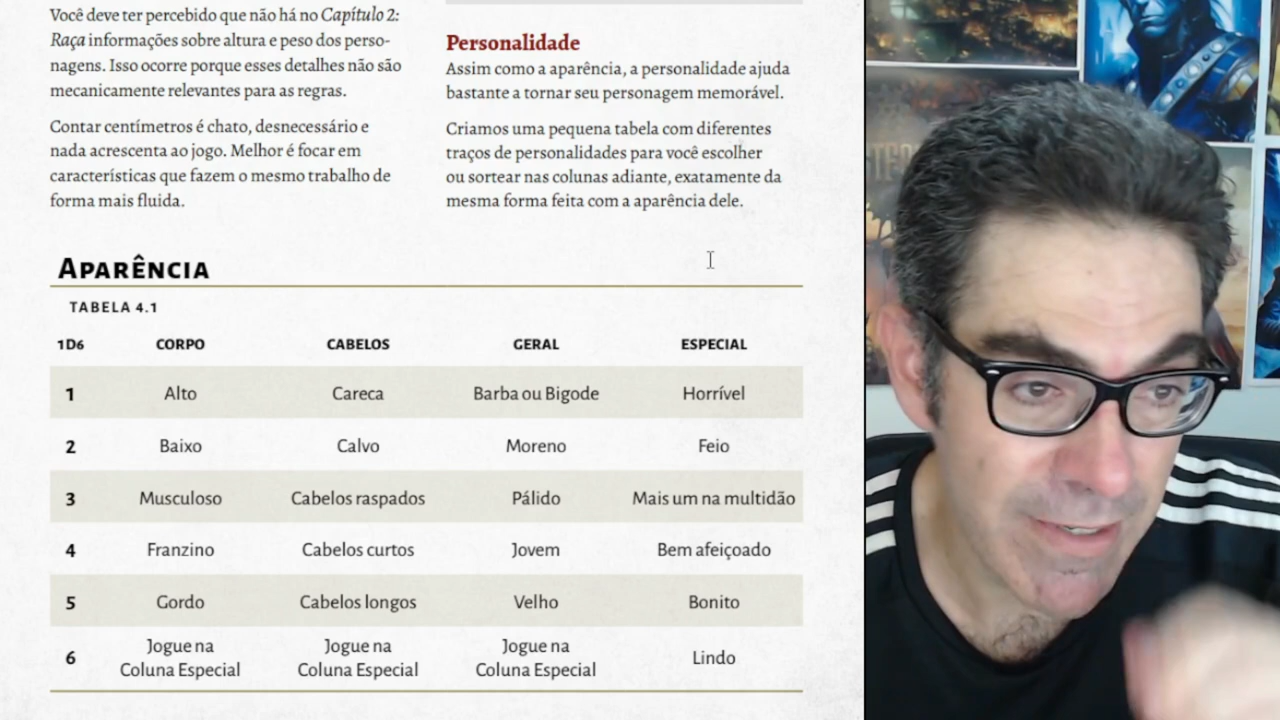 Você deve ter percebido que não há no Capítulo 2:
Raça informações sobre altura e peso dos perso-
nagens. Isso ocorre porque esses detalhes não são
mecanicamente relevantes para as regras.
Contar centímetros é chato, desnecessário e
nada acrescenta ao jogo. Melhor é focar em
características que fazem o mesmo trabalho de
forma mais fluida.
Personalidade
Assim como a aparência, a personalidade ajuda
bastante a tornar seu personagem memorável.
Criamos uma pequena tabela com diferentes
traços de personalidades para você escolher
ou sortear nas colunas adiante, exatamente da
mesma forma feita com a aparência dele.
APARÊNCIA
TABELA 4.1
1D6 CORPO CABELOS GERAL ESPECIAL
1 Alto Careca Barba ou Bigode Horrível
2 Baixo Calvo Moreno Feio
3 Musculoso Cabelos raspados Pálido Mais um na multidão
4 Franzino Cabelos curtos Jovem Bem afeiçoado
5 Gordo Cabelos longos Velho Bonito
6 Jogue na Coluna Especial Jogue na Coluna Especial Jogue na Coluna Especial Lindo